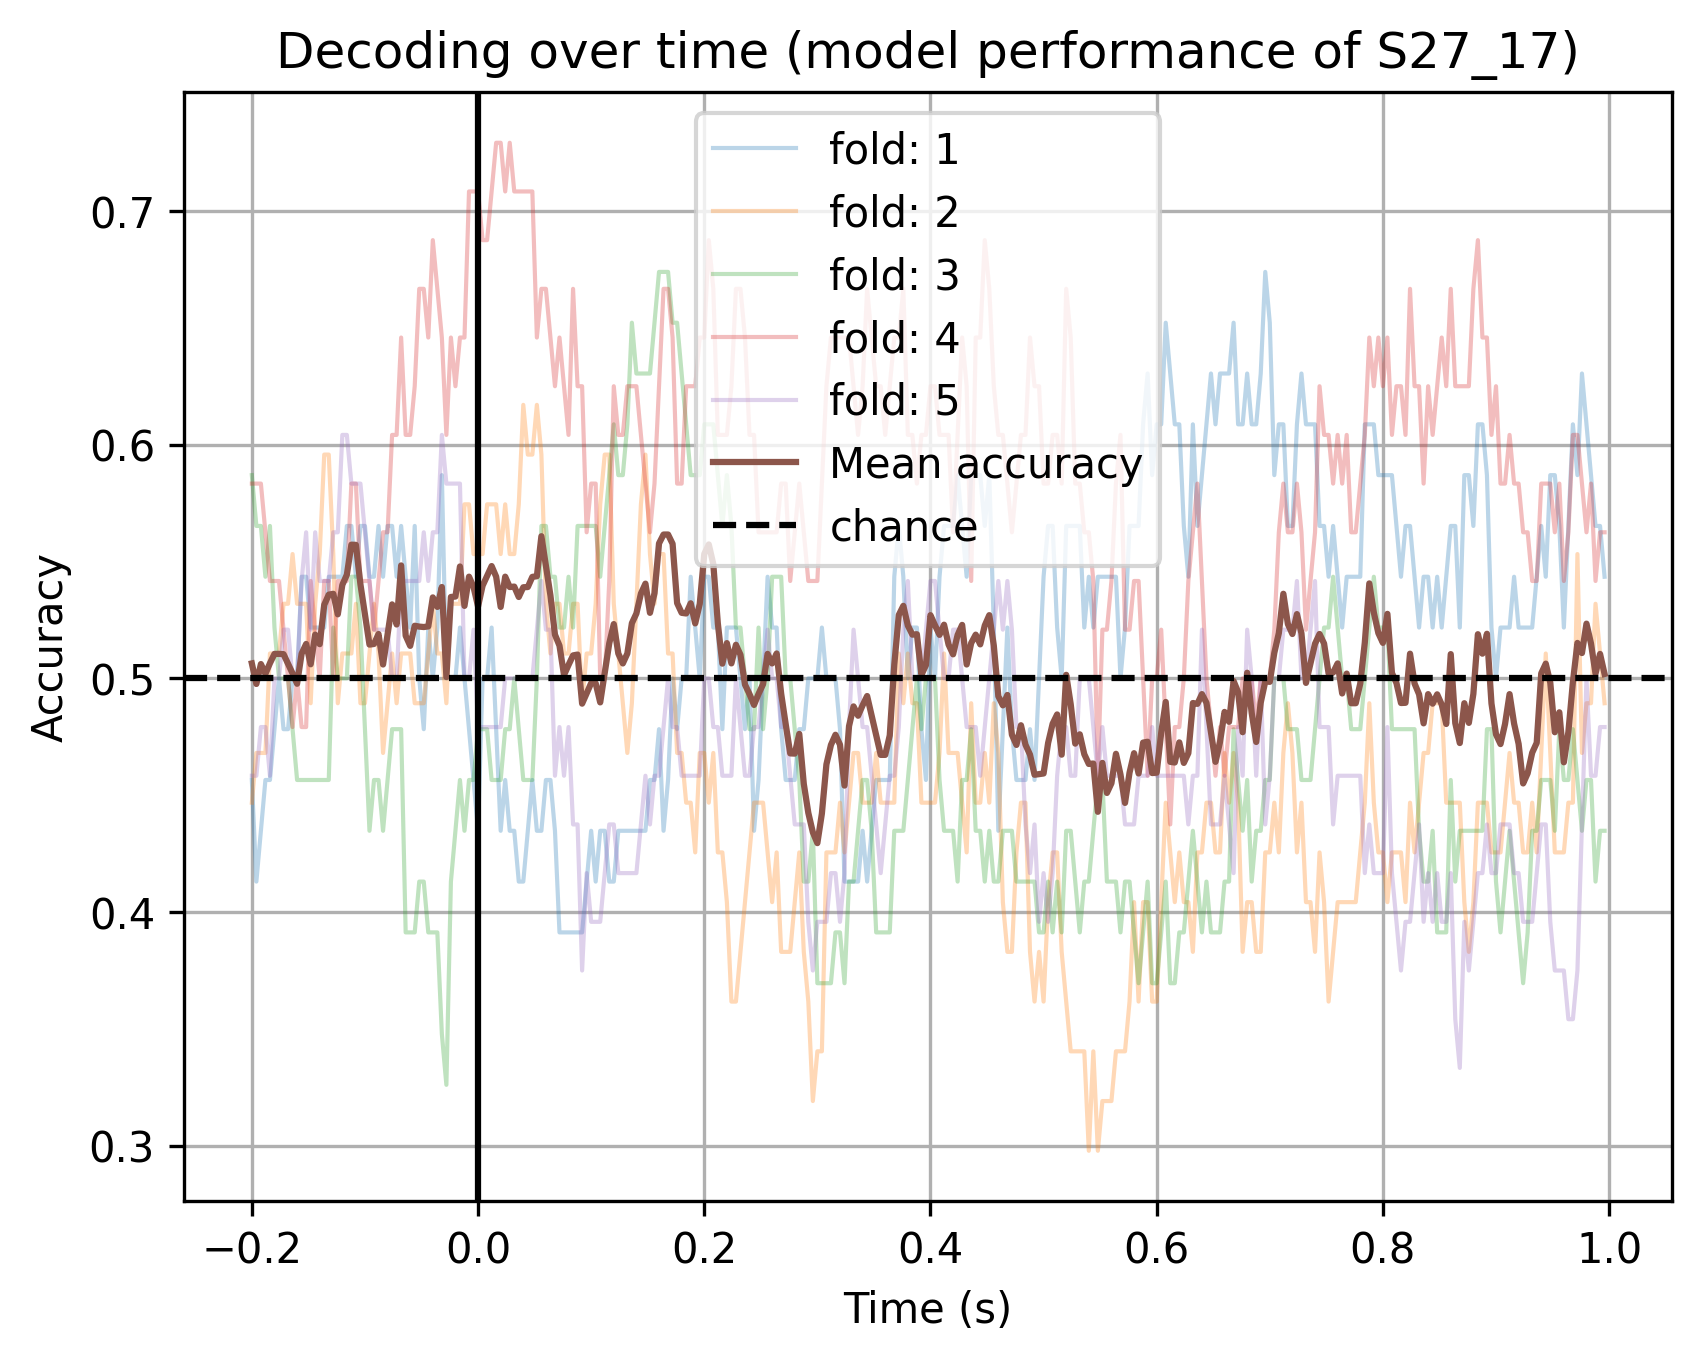 Decoding over time (model performance of S27_17)
fold: 1
fold: 2
fold: 3
fold: 4
fold: 5
Mean accuracy
chance
Accuracy
0.7
0.6
0.5
0.4
0.3
−0.2 0.0 0.2 0.4 0.6 0.8 1.0
Time (s)